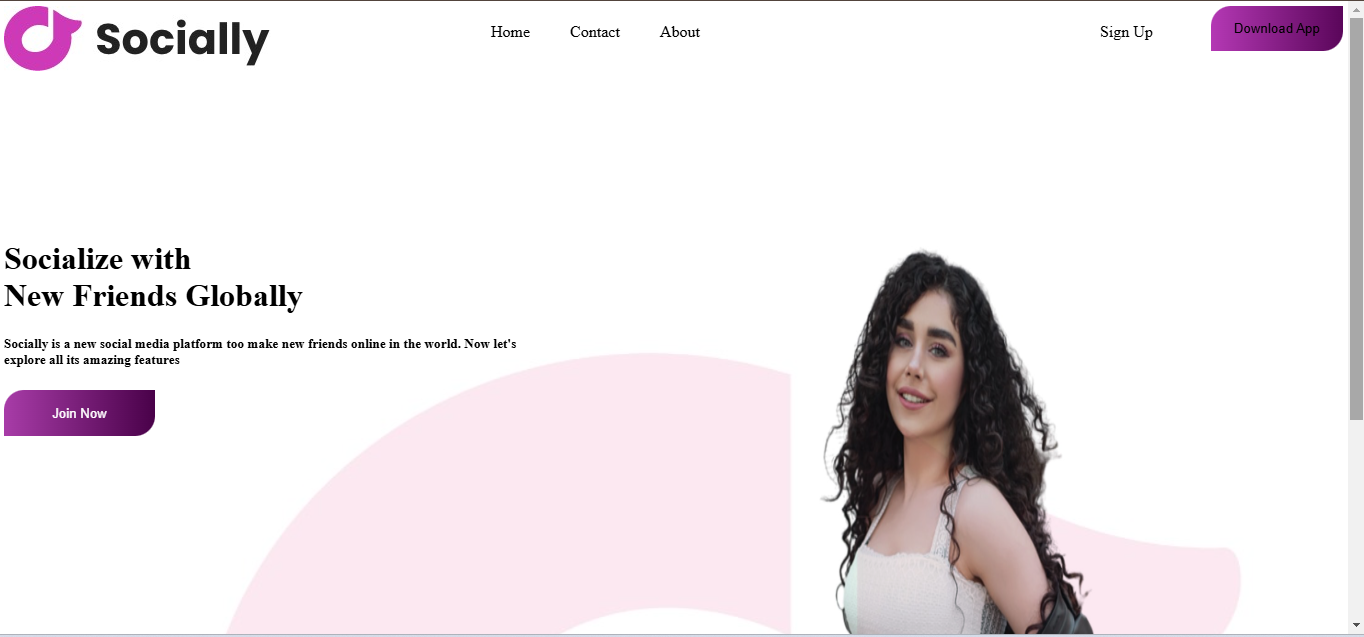 Socially
Home
Contact
About
Sign Up
Download App
Socialize with
New Friends Globally
Socially is a new social media platform too make new friends online in the world. Now let's
explore all its amazing features
Join Now